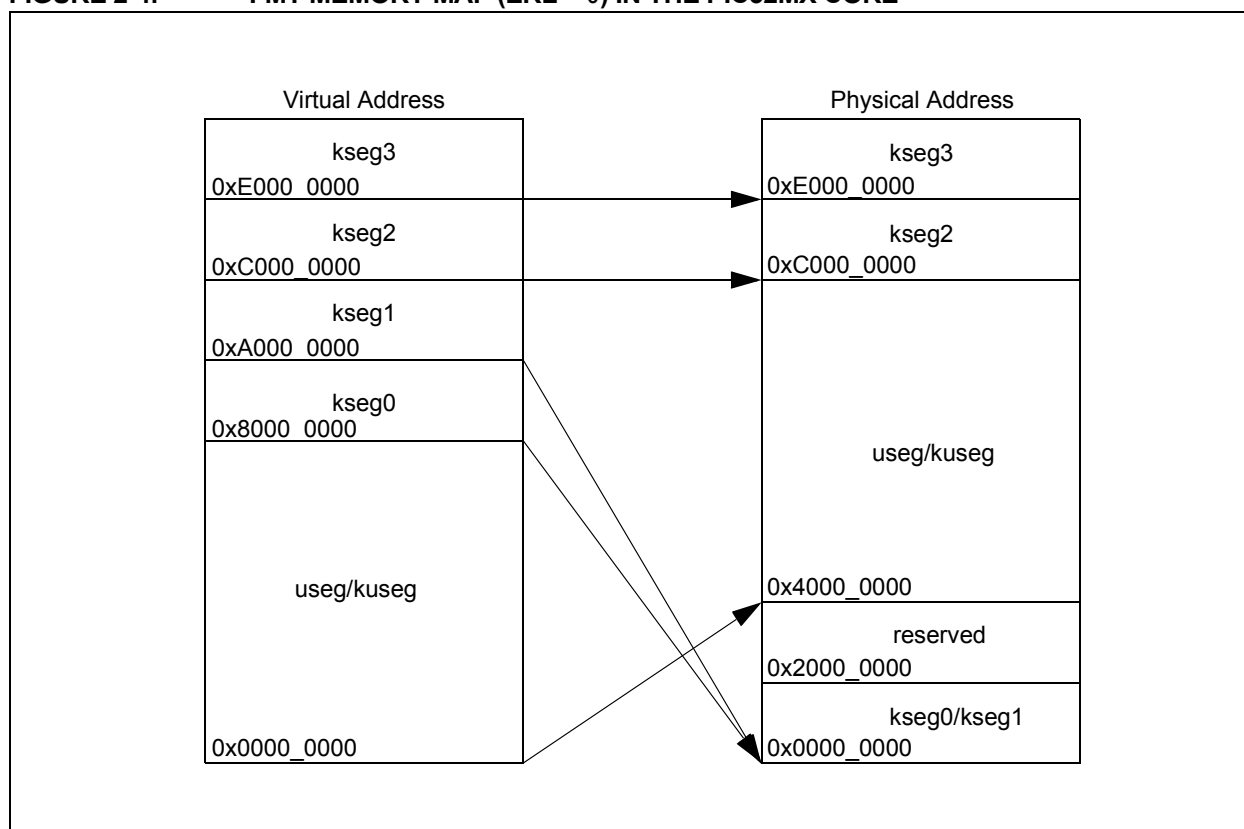 Virtual Address
kseg3
0xE000_0000
kseg2
0xC000_0000
kseg1
0xA000_0000
kseg0
0x8000_0000
useg/kuseg
0x0000_0000
Physical Address
kseg3
0xE000_0000
kseg2
0xC000_0000
useg/kuseg
0x4000_0000
reserved
0x2000_0000
kseg0/kseg1
0x0000_0000